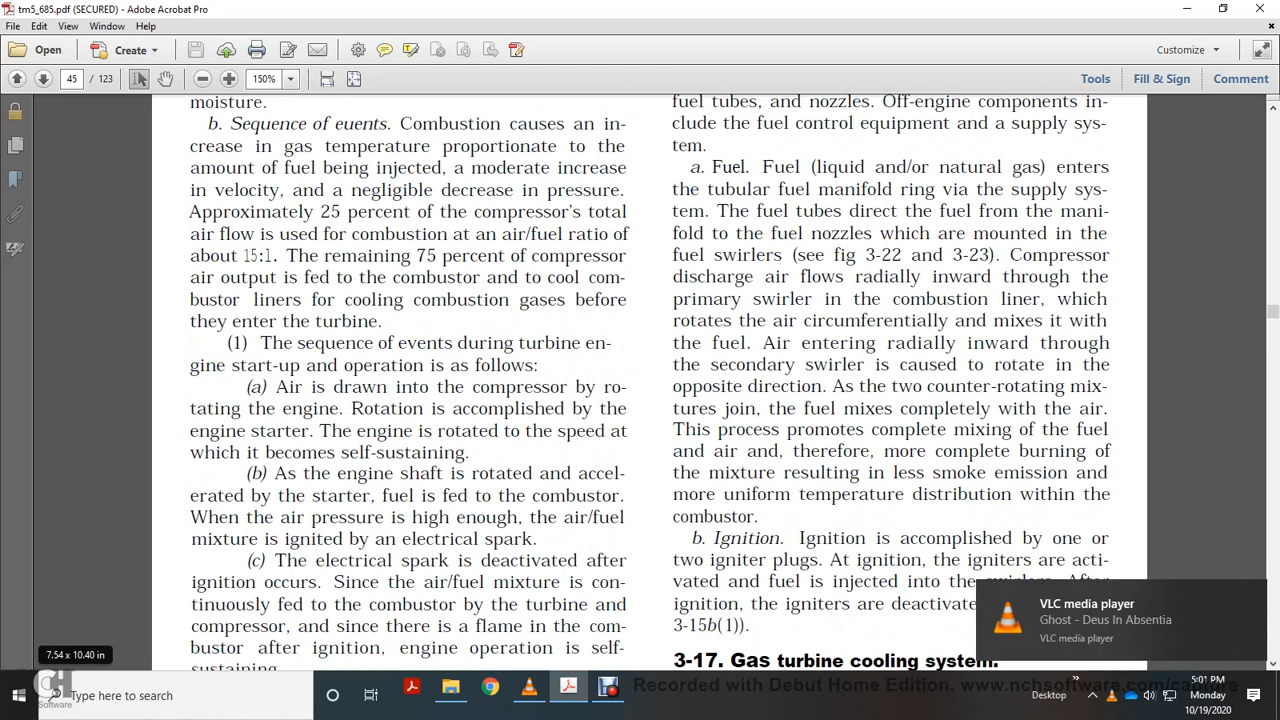 tm5_685.pdf (SECURED) - Adobe Acrobat Pro
File Edit View Window Help
Open Create Customize
45 / 123 150% Tools Fill & Sign Comment
moisture.
b. Sequence of euents. Combustion causes an in-
crease in gas temperature proportionate to the
amount of fuel being injected, a moderate increase
in velocity, and a negligible decrease in pressure.
Approximately 25 percent of the compressor's total
air flow is used for combustion at an air/fuel ratio of
about 15:1. The remaining 75 percent of compressor
air output is fed to the combustor and to cool com-
bustor liners for cooling combustion gases before
they enter the turbine.
(1) The sequence of events during turbine en-
gine start-up and operation is as follows:
(a) Air is drawn into the compressor by ro-
tating the engine. Rotation is accomplished by the
engine starter. The engine is rotated to the speed at
which it becomes self-sustaining.
(b) As the engine shaft is rotated and accel-
erated by the starter, fuel is fed to the combustor.
When the air pressure is high enough, the air/fuel
mixture is ignited by an electrical spark.
(c) The electrical spark is deactivated after
ignition occurs. Since the air/fuel mixture is con-
tinuously fed to the combustor by the turbine and
compressor, and since there is a flame in the com-
bustor after ignition, engine operation is self-
sustaining.
fuel tubes, and nozzles. Off-engine components in-
clude the fuel control equipment and a supply sys-
tem.
a. Fuel. Fuel (liquid and/or natural gas) enters
the tubular fuel manifold ring via the supply sys-
tem. The fuel tubes direct the fuel from the mani-
fold to the fuel nozzles which are mounted in the
fuel swirlers (see fig 3-22 and 3-23). Compressor
discharge air flows radially inward through the
primary swirler in the combustion liner, which
rotates the air circumferentially and mixes it with
the fuel. Air entering radially inward through
the secondary swirler is caused to rotate in the
opposite direction. As the two counter-rotating mix-
tures join, the fuel mixes completely with the air.
This process promotes complete mixing of the fuel
and air and, therefore, more complete burning of
the mixture resulting in less smoke emission and
more uniform temperature distribution within the
combustor.
b. Ignition. Ignition is accomplished by one or
two igniter plugs. At ignition, the igniters are acti-
vated and fuel is injected into the swirlers. After
ignition, the igniters are deactivate
3-15b(1)).
3-17. Gas turbine cooling system.
VLC media player
Ghost - Deus In Absentia
VLC media player
7.54 x 10.40 in
Software
Type here to search
Recorded with Debut Home Edition. www.nchsoftware.com/capture
Desktop
5:01 PM
Monday
10/19/2020